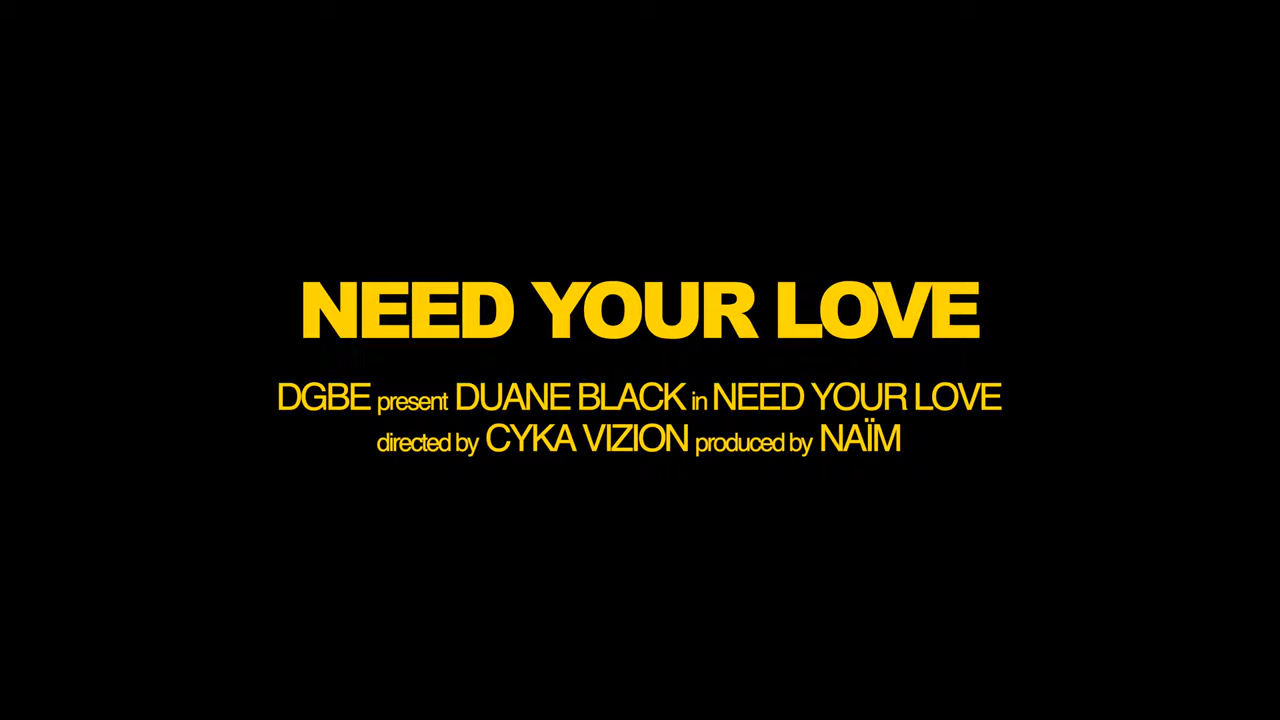 NEED YOUR LOVE
DGBE present DUANE BLACK in NEED YOUR LOVE
directed by CYKA VIZION produced by NAÏM